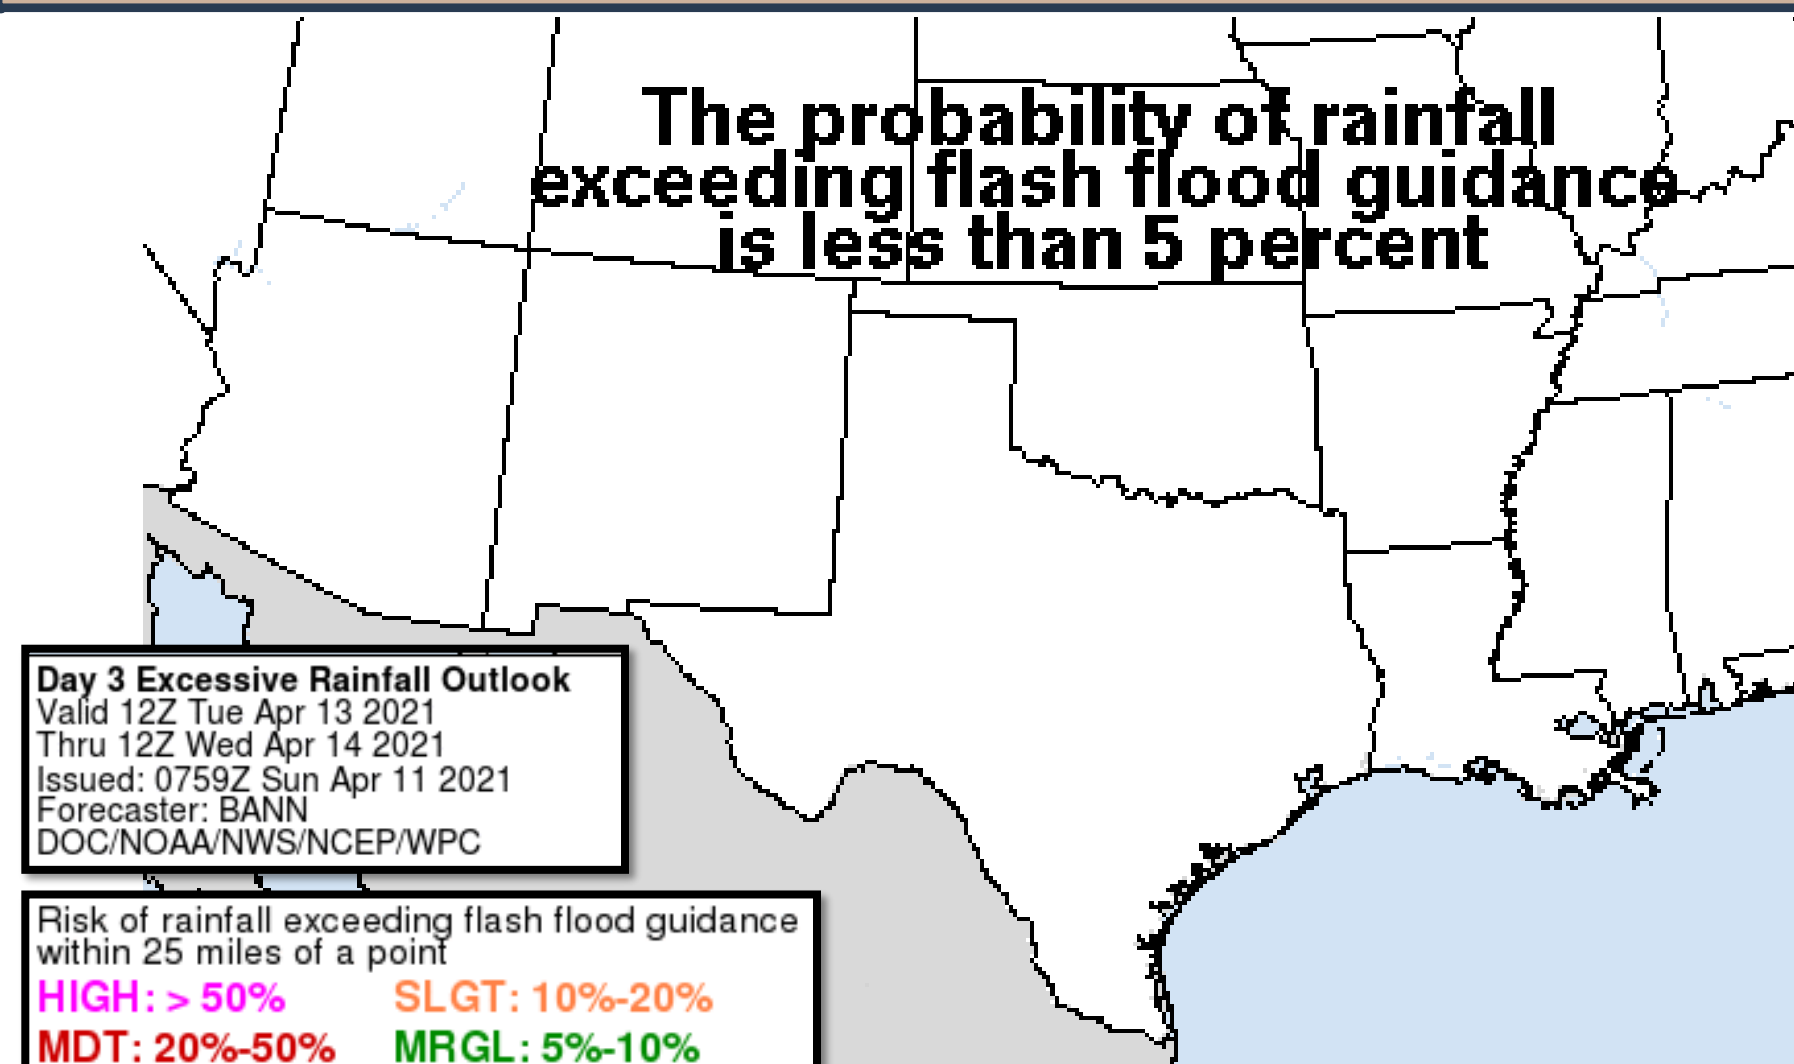 The probability of rainfall
exceeding flash flood guidance
is less than 5 percent
Day 3 Excessive Rainfall Outlook
Valid 12Z Tue Apr 13 2021
Thru 12Z Wed Apr 14 2021
Issued: 0759Z Sun Apr 11 2021
Forecaster: BANN
DOC/NOAA/NWS/NCEP/WPC
Risk of rainfall exceeding flash flood guidance
within 25 miles of a point
HIGH: > 50% SLGT: 10%-20%
MDT: 20%-50% MRGL: 5%-10%